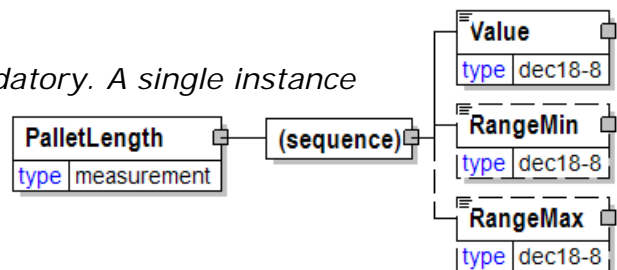 Value
type dec18-8
datory. A single instance
PalletLength
type measurement
(sequence)
RangeMin
type dec18-8
RangeMax
type dec18-8